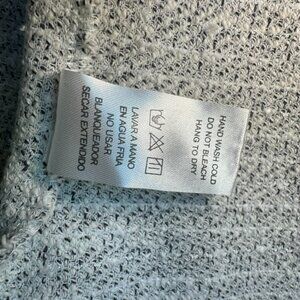 HAND WASH COLD
DO NOT BLEACH
HANG TO DRY
LAVAR A MANO
EN AGUA FRIA
NO USAR
BLANQUEADOR
SECAR EXTENDIDO